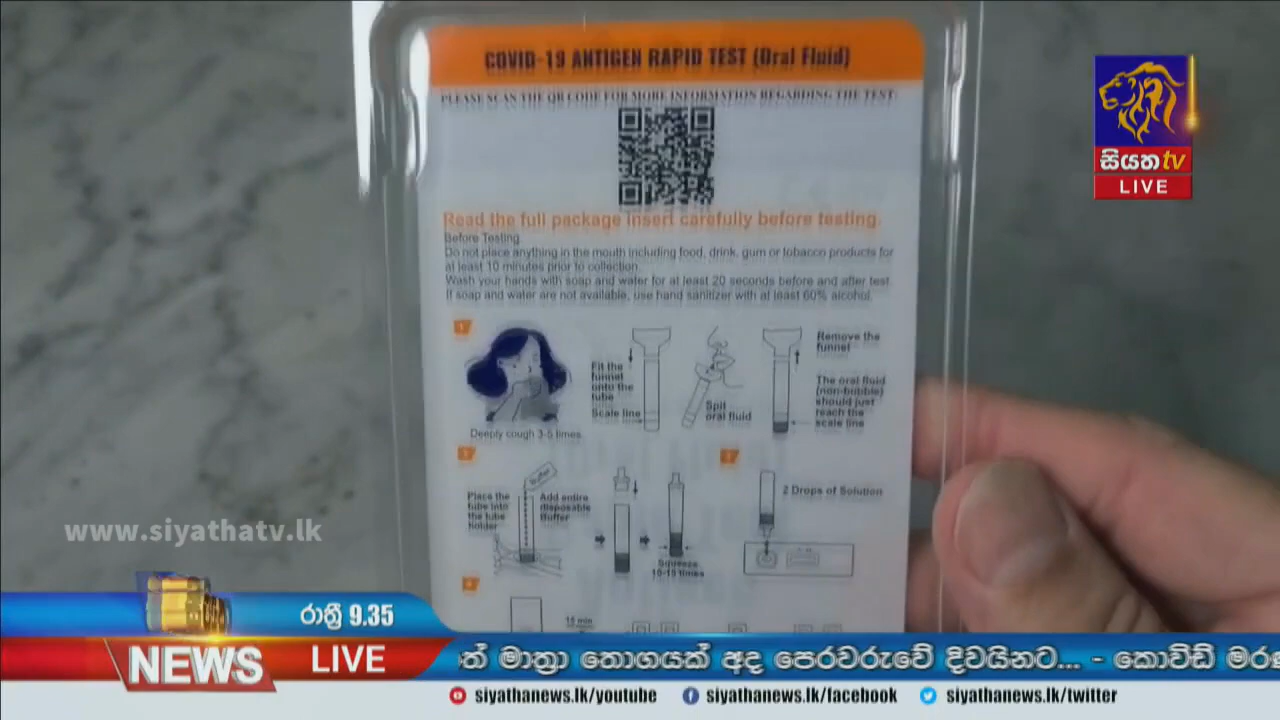 COVID-19 ANTIGEN RAPID TEST (Oral Fluid)
PLEASE SCAN THE QR CODE FOR MORE INFORMATION REGARDING THE TEST.
Read the full package insert carefully before testing.
Before Testing
Do not place anything in the mouth including food, drink, gum or tobacco products for
at least 10 minutes prior to collection.
Wash your hands with soap and water for at least 20 seconds before and after test.
If soap and water are not available, use hand sanitizer with at least 60% alcohol.
1
Deeply cough 3-5 times.
Fit the
funnel
onto the
tube
Scale line
Spit
oral fluid
Remove the
funnel
The oral fluid
(non-bubble)
should just
reach the
scale line
Place the
tube into
the tube
holder
Buffer
Add entire
disposable
Buffer
Squeeze
10-15 times
2 Drops of Solution
4
15 min
සියත tv
LIVE
www.siyathatv.lk
රාත්‍රී 9.35
NEWS LIVE
ත් මාත්‍රා තොගයක් අද පෙරවරුවේ දිවයිනට... - කොවිඩ් මරණ
siyathanews.lk/youtube
siyathanews.lk/facebook
siyathanews.lk/twitter